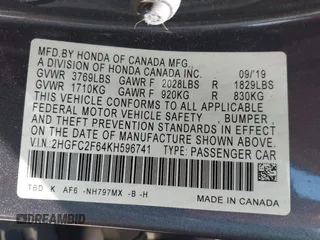 MFD.BY HONDA OF CANADA MFG.,
A DIVISION OF HONDA CANADA INC. 09/19
GVWR 3769LBS GAWR F 2028LBS R 1829LBS
GVWR 1710KG GAWR F 920KG R 830KG
THIS VEHICLE CONFORMS TO ALL APPLICABLE
FEDERAL MOTOR VEHICLE SAFETY, BUMPER, AND
THEFT PREVENTION STANDARDS IN EFFECT ON THE
DATE OF MANUFACTURE SHOWN ABOVE.
V.I.N.:2HGFC2F64KH596741 TYPE: PASSENGER CAR
TBD K AF6 -NH797MX -B -H
MADE IN CANADA
©AutoBidMaster